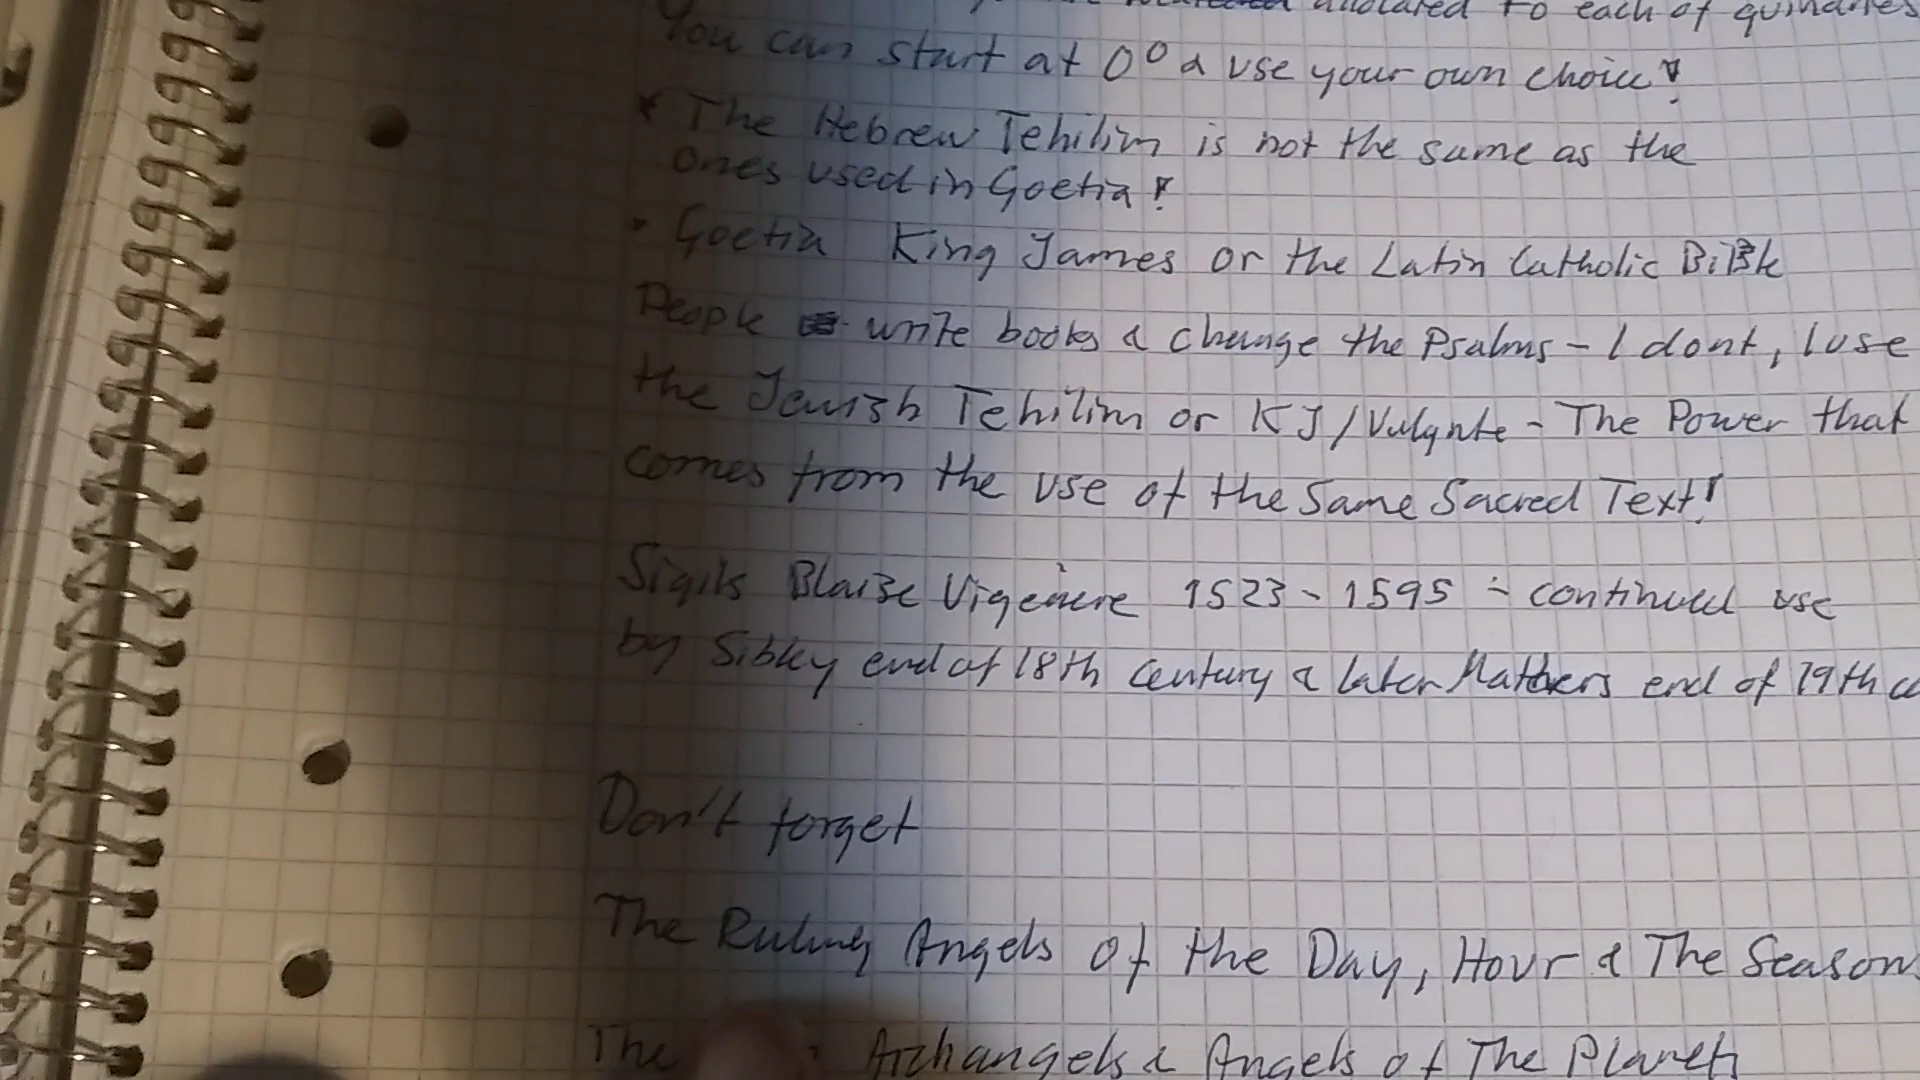 allocated to each of quinaries
You can start at 0° & use your own choice!
* The Hebrew Tehilim is not the same as the
ones used in Goetia!
* Goetia King James or the Latin Catholic Bible
People write books & change the Psalms - I dont, I use
the Jewish Tehilim or KJ/Vulgate - The Power that
comes from the use of the Same Sacred Text!
Sigils Blaise Vigenere 1523 - 1595 - continued use
by Sibley end of 18th Century & later Mathers end of 19th ce
Don't forget
The Ruling Angels of the Day, Hour & The Season
The Archangels & Angels of The Planets